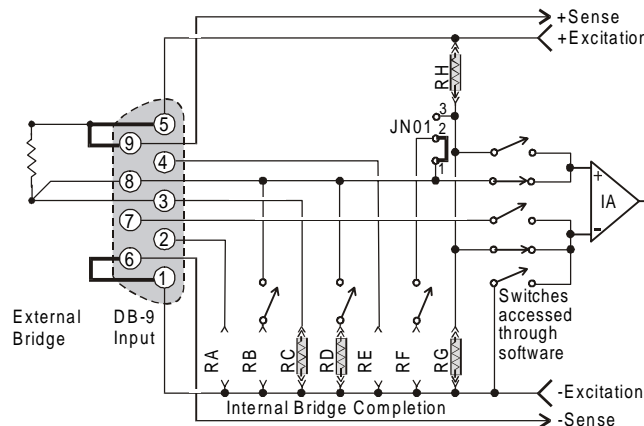 +Sense
+Excitation
RH
3
JN01
2
1
5
9
4
8
3
7
2
6
1
+
IA
-
External
Bridge
DB-9
Input
RA
RB
RC
RD
RE
RF
RG
Switches
accessed
through
software
-Excitation
Internal Bridge Completion
-Sense